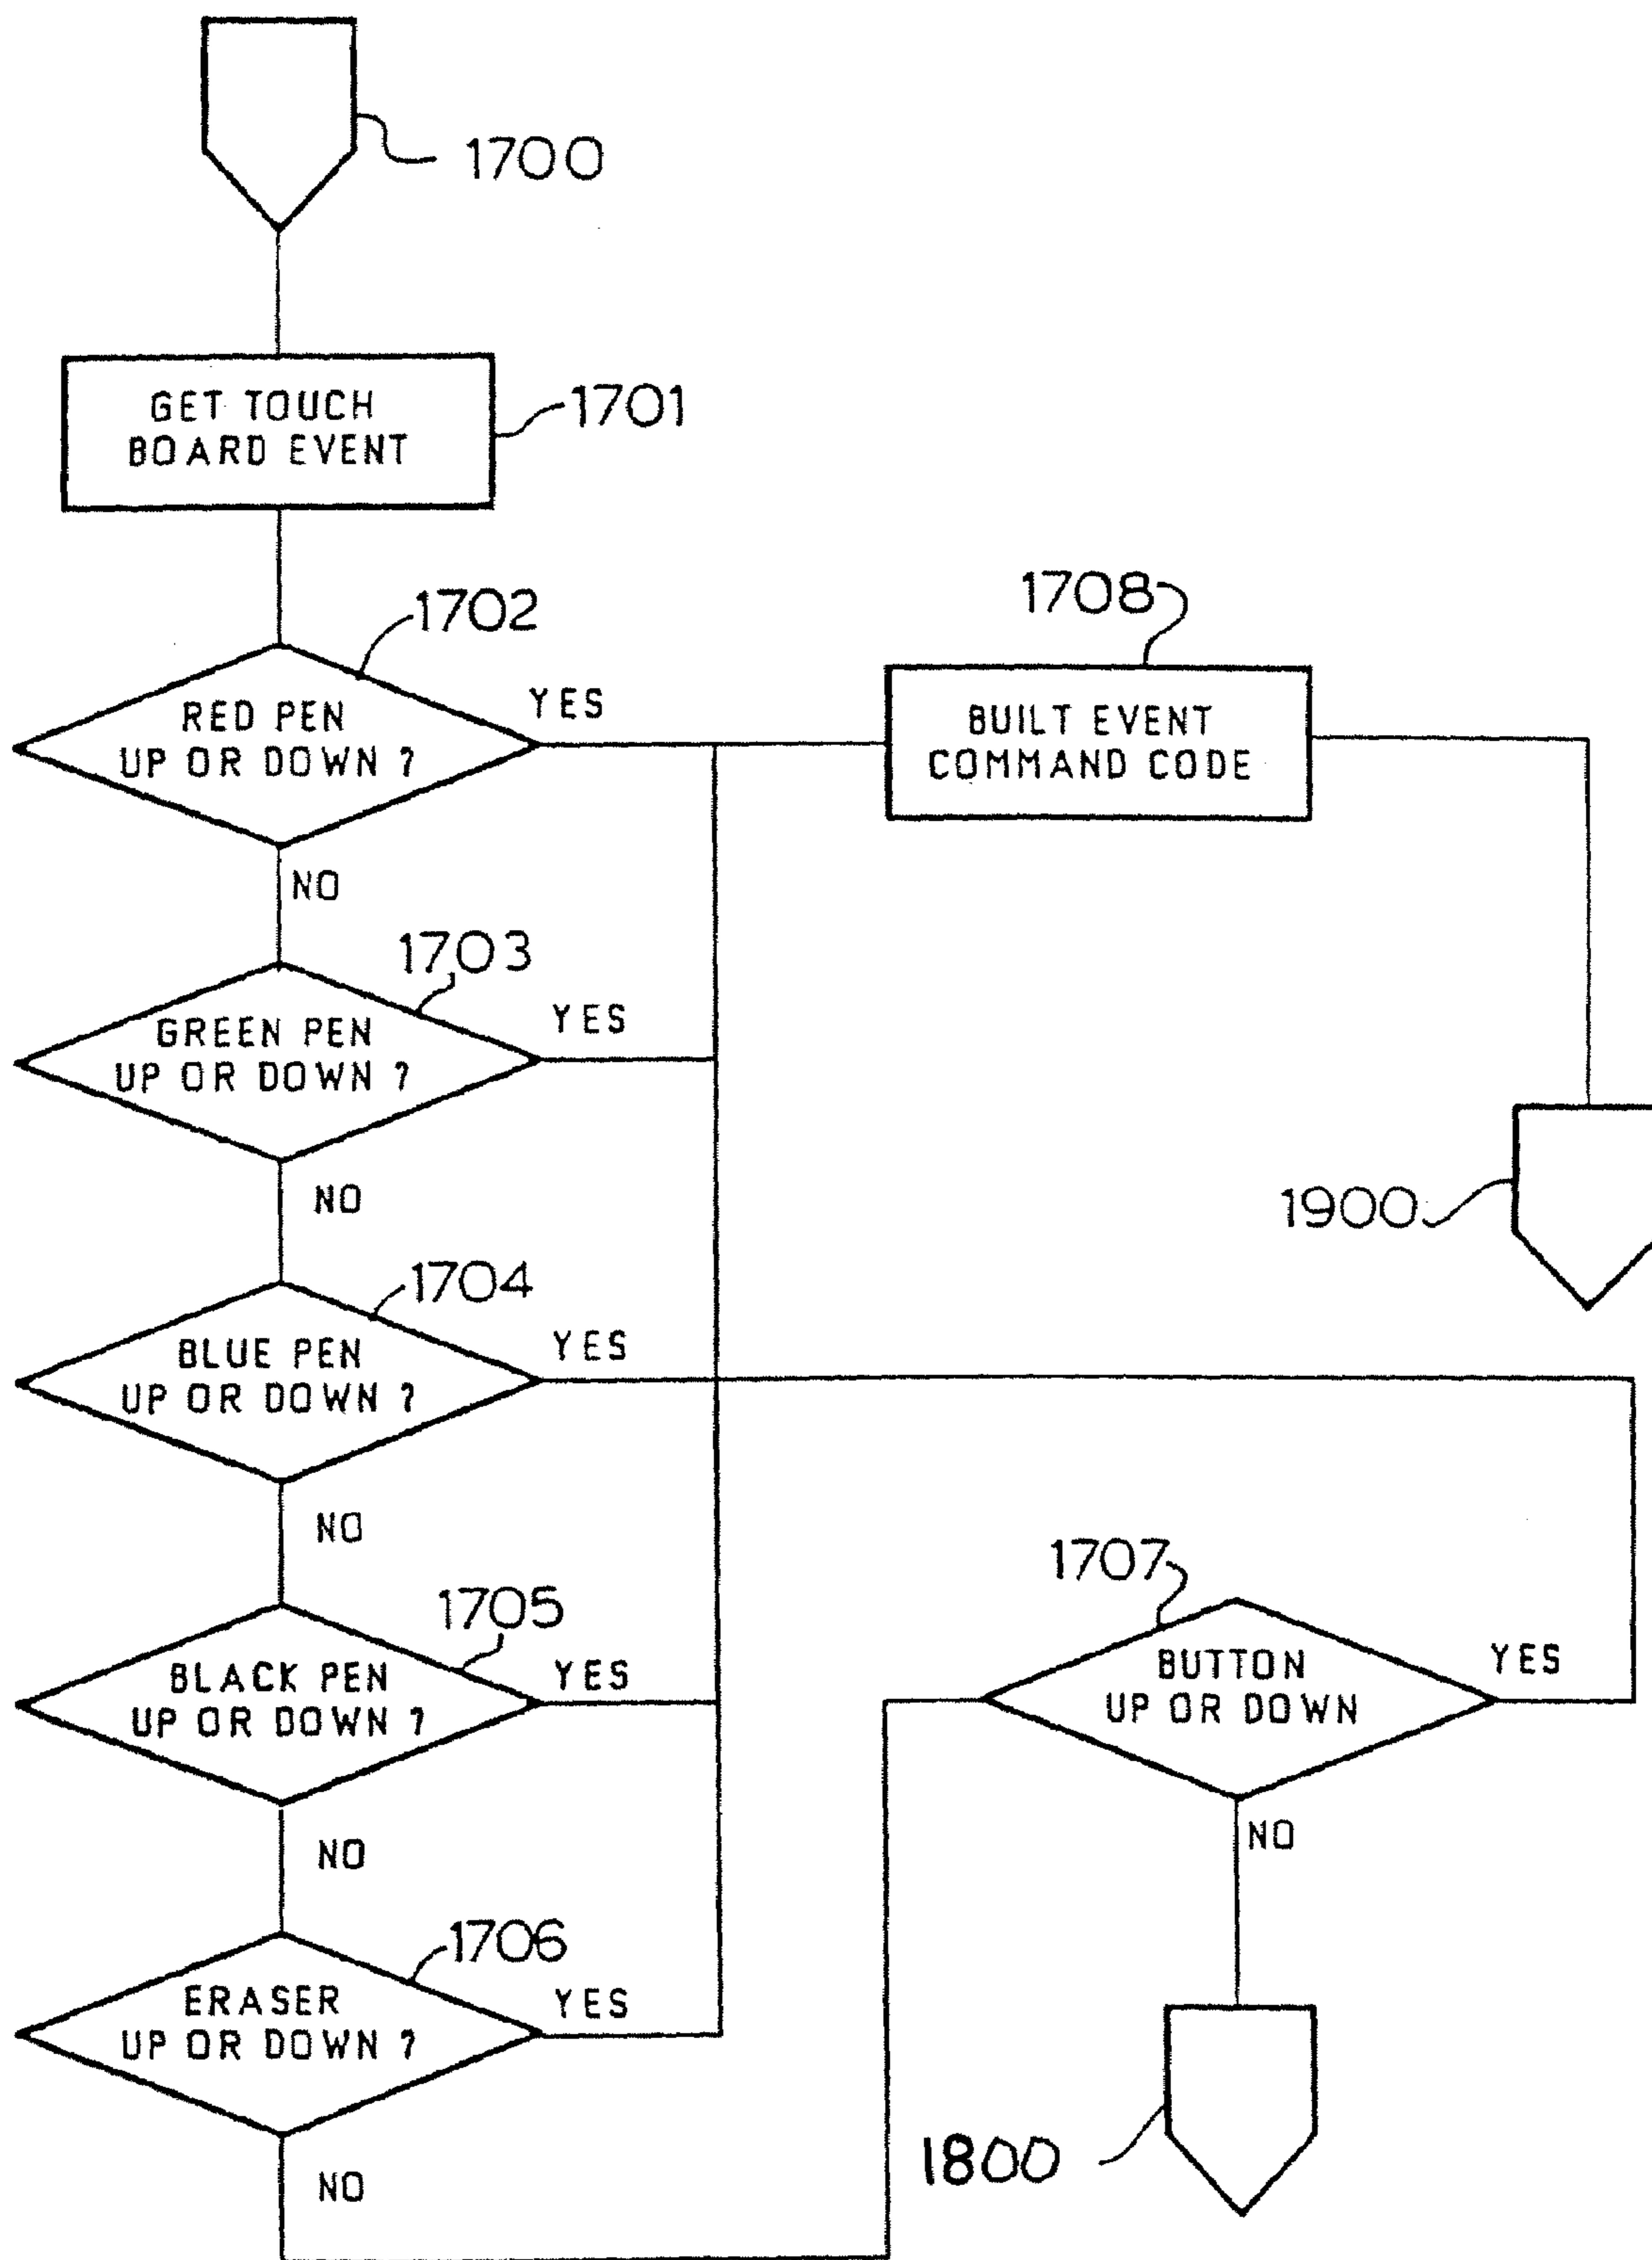 1700
GET TOUCH
BOARD EVENT
1701
1702
RED PEN
UP OR DOWN ?
YES
NO
1708
BUILT EVENT
COMMAND CODE
1703
GREEN PEN
UP OR DOWN ?
YES
NO
1900
1704
BLUE PEN
UP OR DOWN ?
YES
NO
1705
BLACK PEN
UP OR DOWN ?
YES
NO
1706
ERASER
UP OR DOWN ?
YES
NO
1707
BUTTON
UP OR DOWN
YES
NO
1800